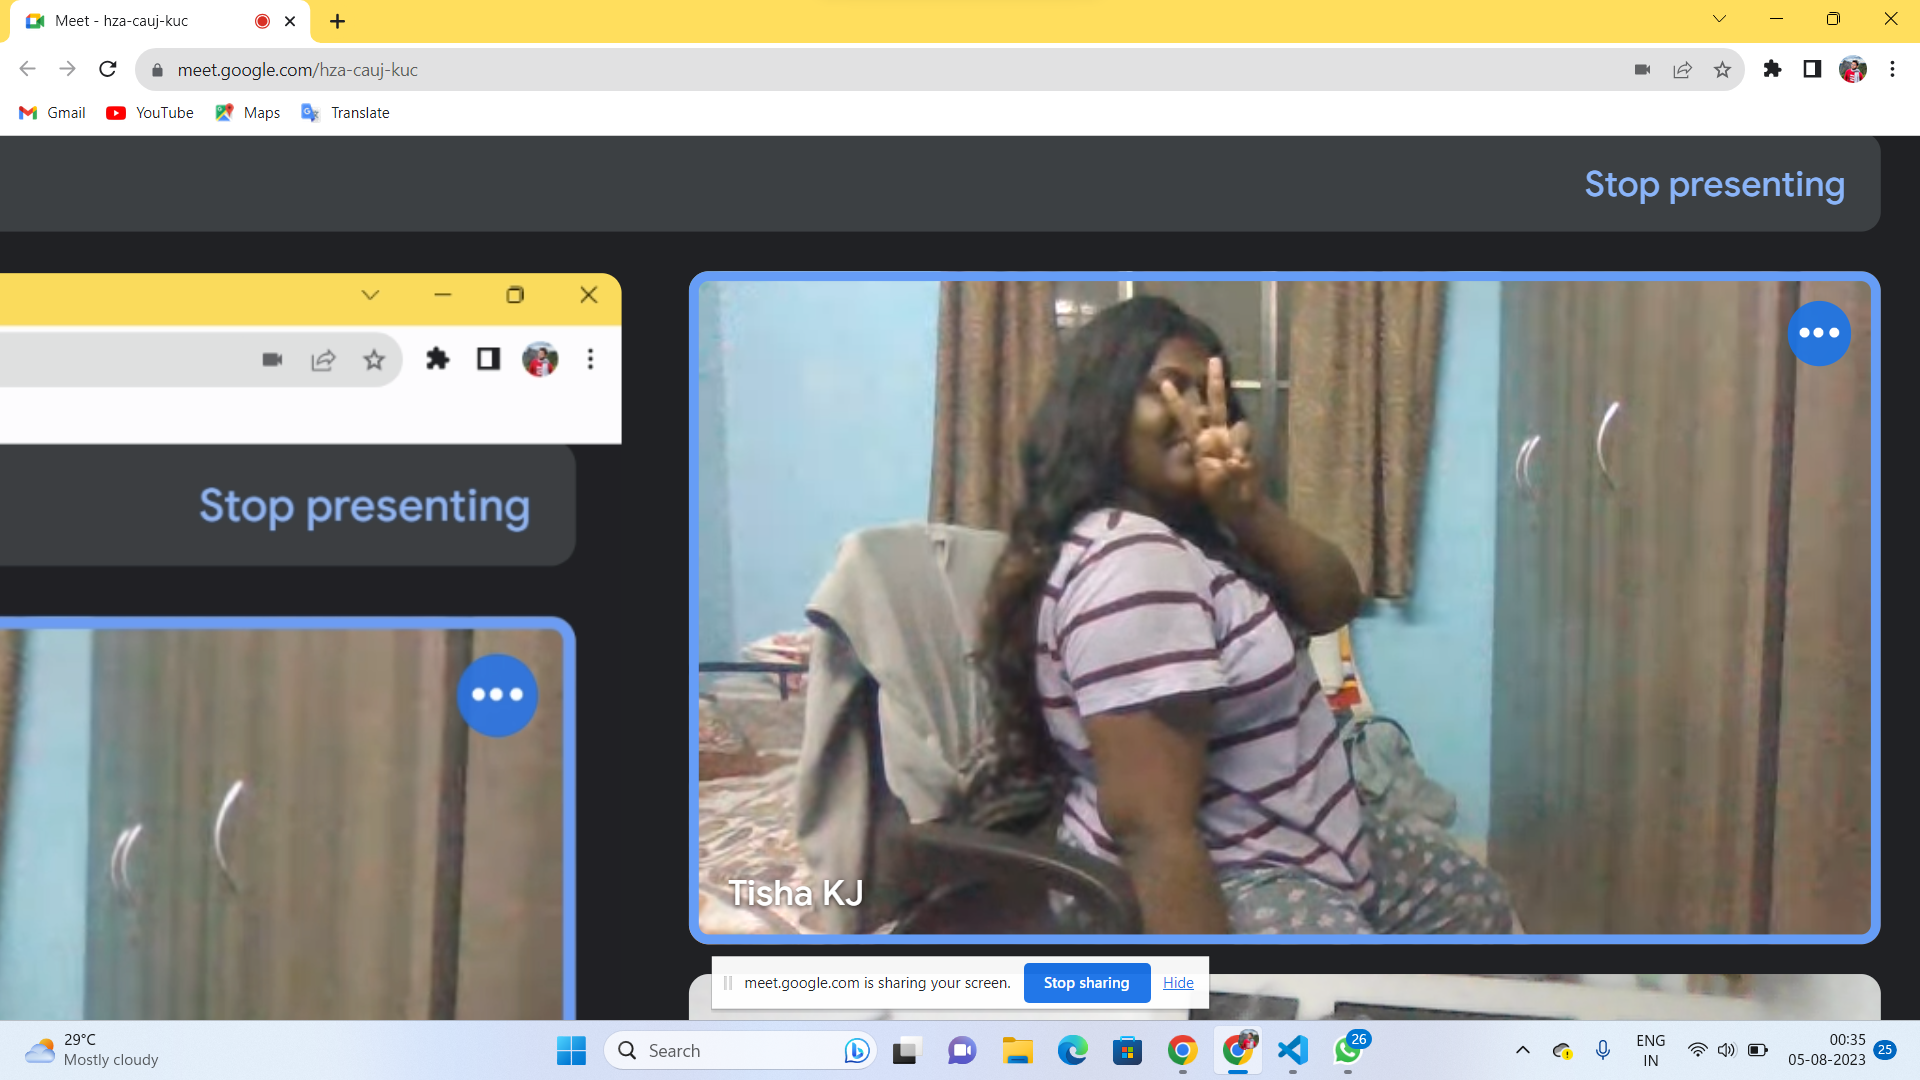 Meet - hza-cauj-kuc
meet.google.com/hza-cauj-kuc
Gmail
YouTube
Maps
Translate
Stop presenting
Stop presenting
Tisha KJ
meet.google.com is sharing your screen.
Stop sharing
Hide
29°C
Mostly cloudy
Search
26
ENG
IN
00:35
05-08-2023
25